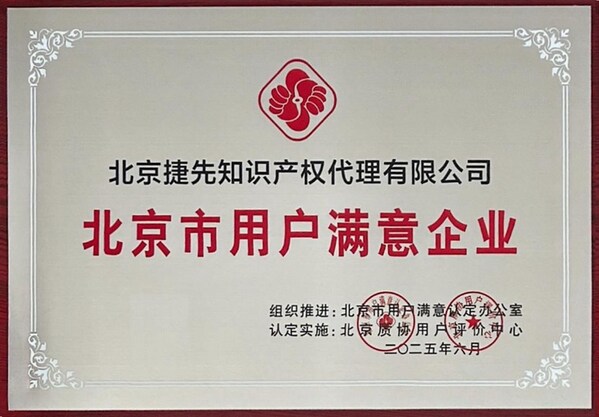 北京捷先知识产权代理有限公司
北京市用户满意企业
组织推进：北京市用户满意认定办公室
认定实施：北京质协用户评价中心
二〇二五年六月